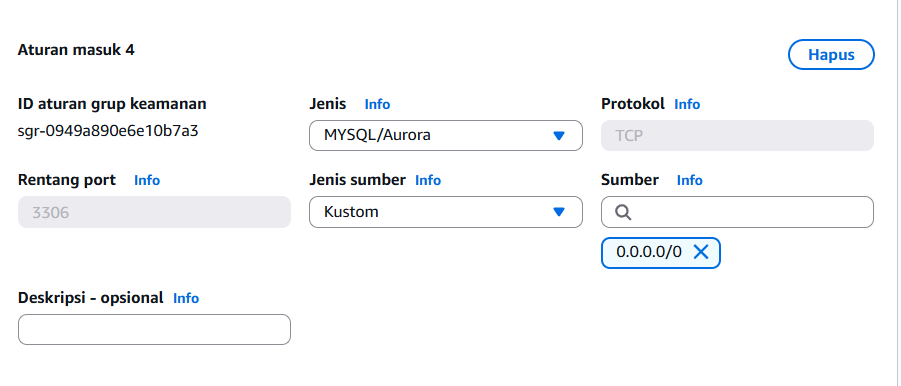 Aturan masuk 4
Hapus
ID aturan grup keamanan
sgr-0949a890e6e10b7a3
Jenis Info
MYSQL/Aurora
Protokol Info
TCP
Rentang port Info
3306
Jenis sumber Info
Kustom
Sumber Info
0.0.0.0/0
Deskripsi - opsional Info